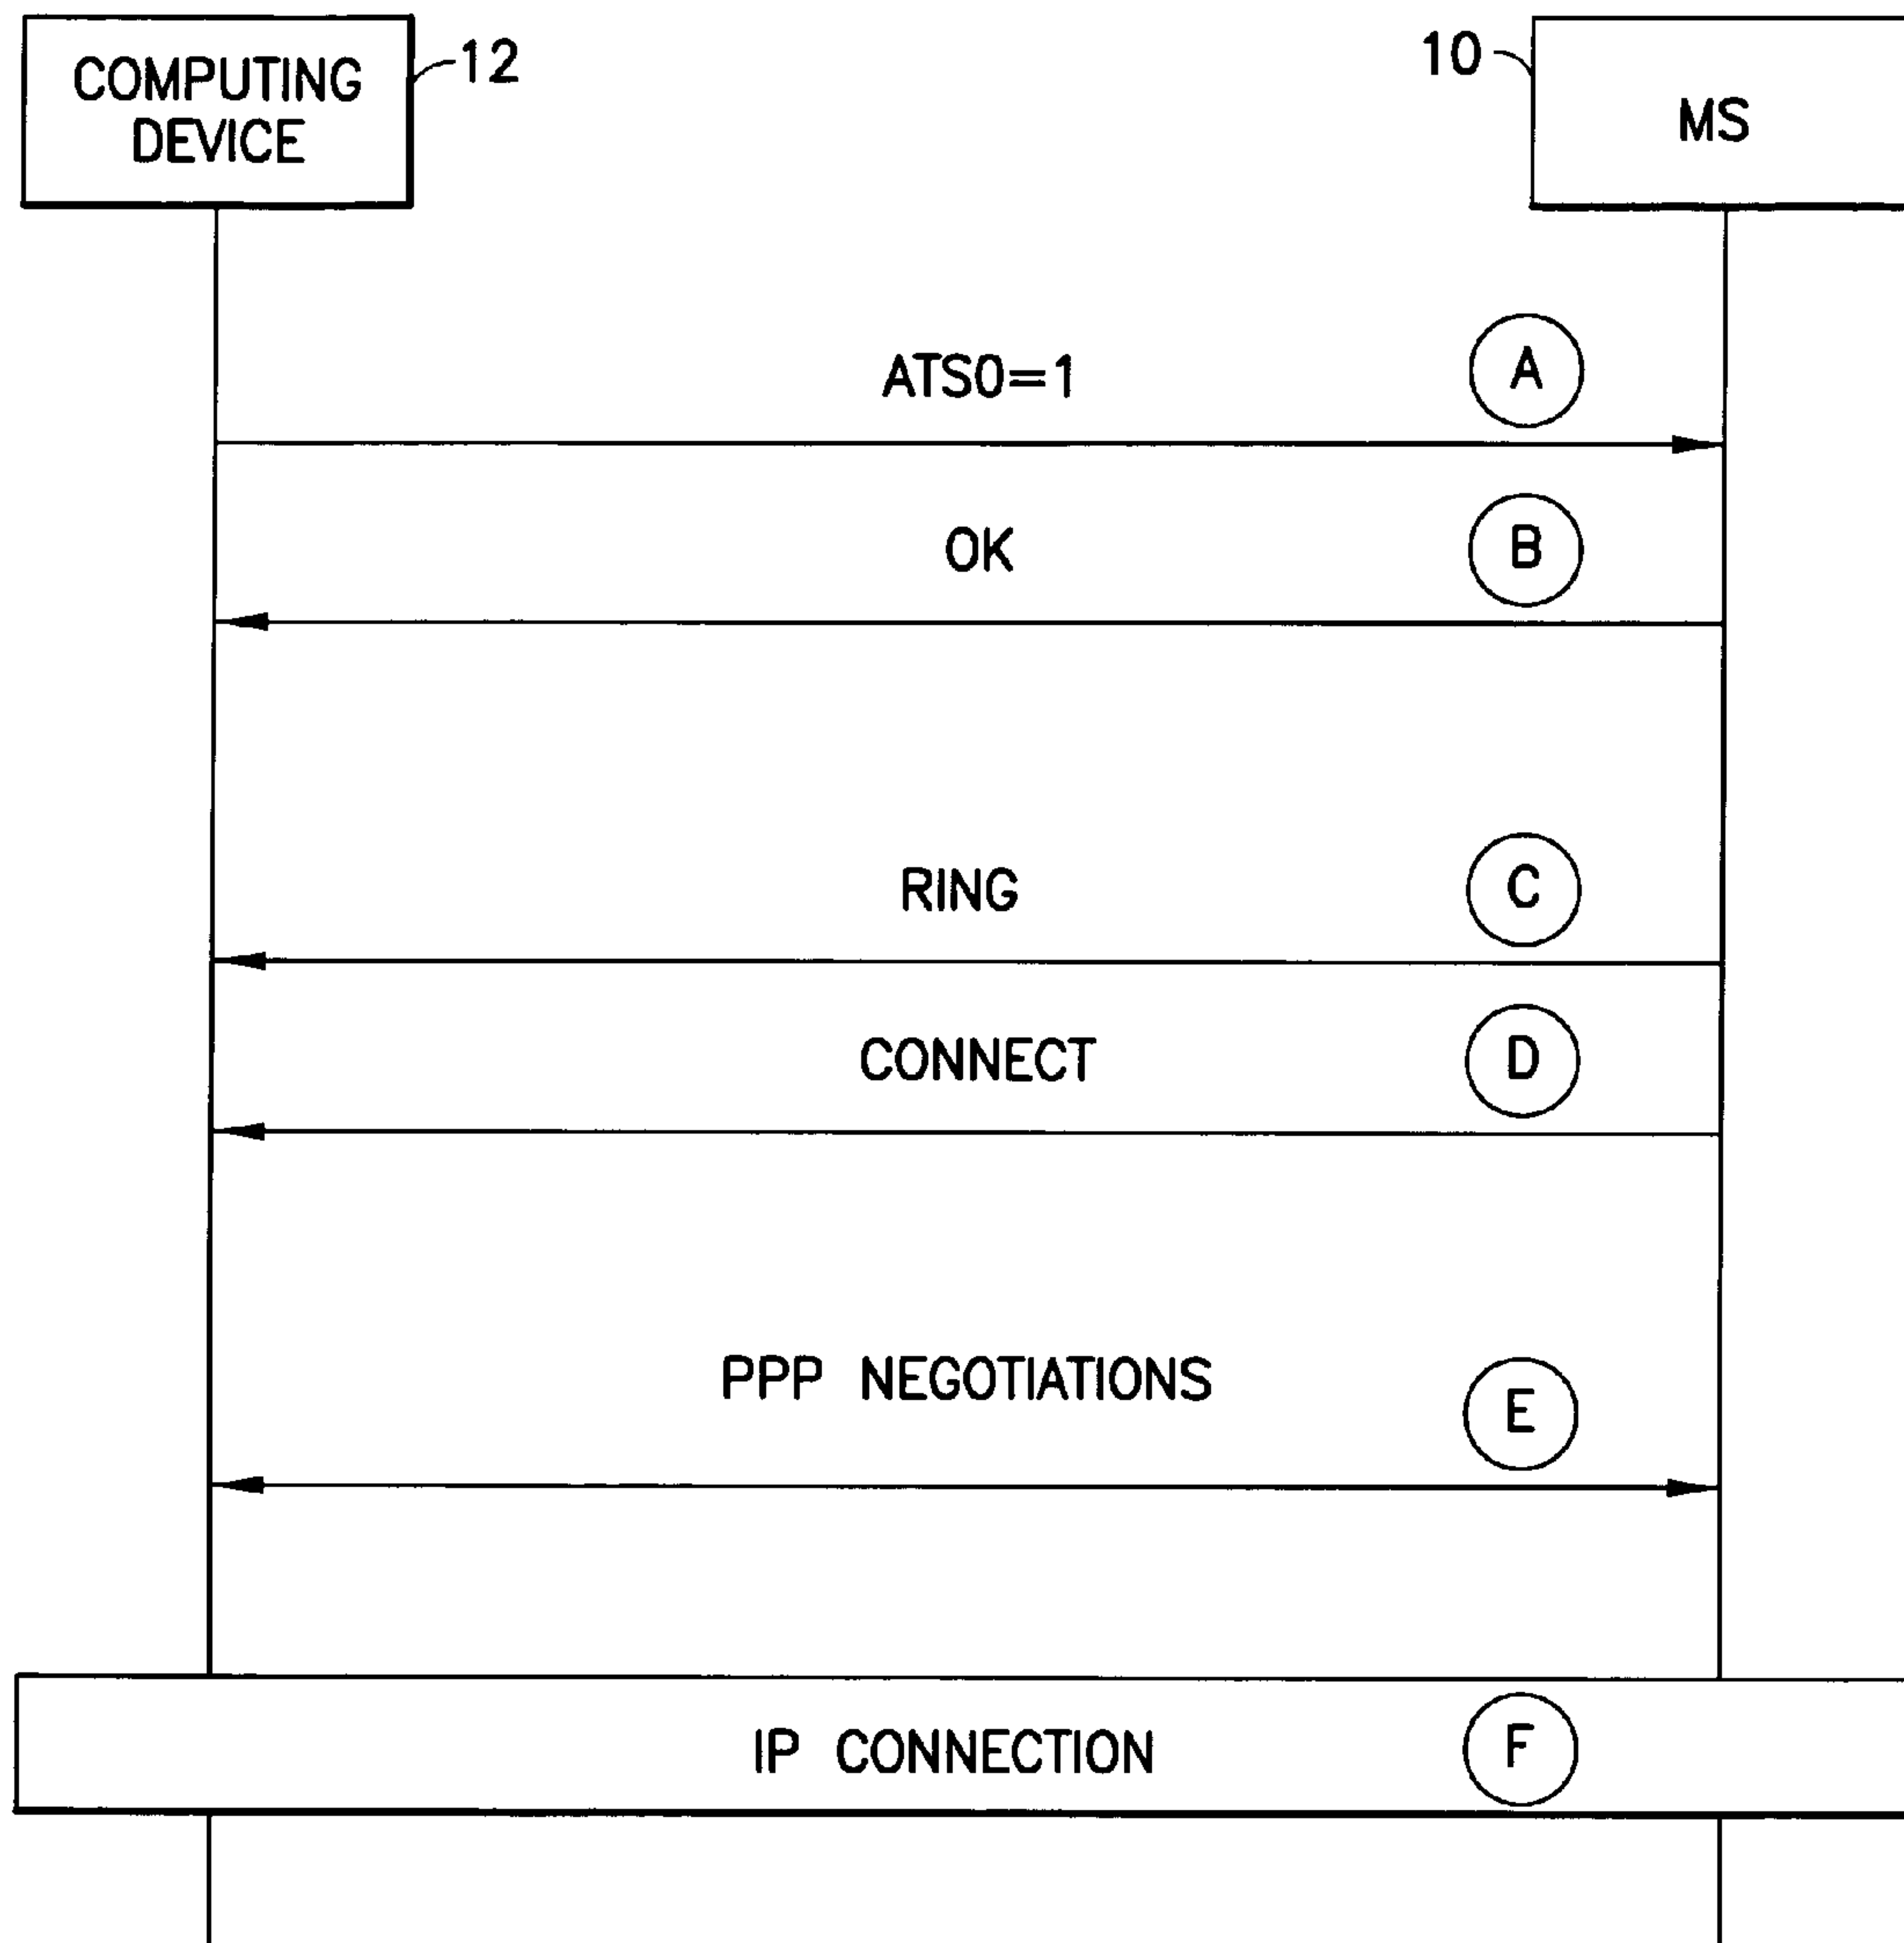 COMPUTING
DEVICE
12
10
MS
ATS0=1
A
OK
B
RING
C
CONNECT
D
PPP NEGOTIATIONS
E
IP CONNECTION
F